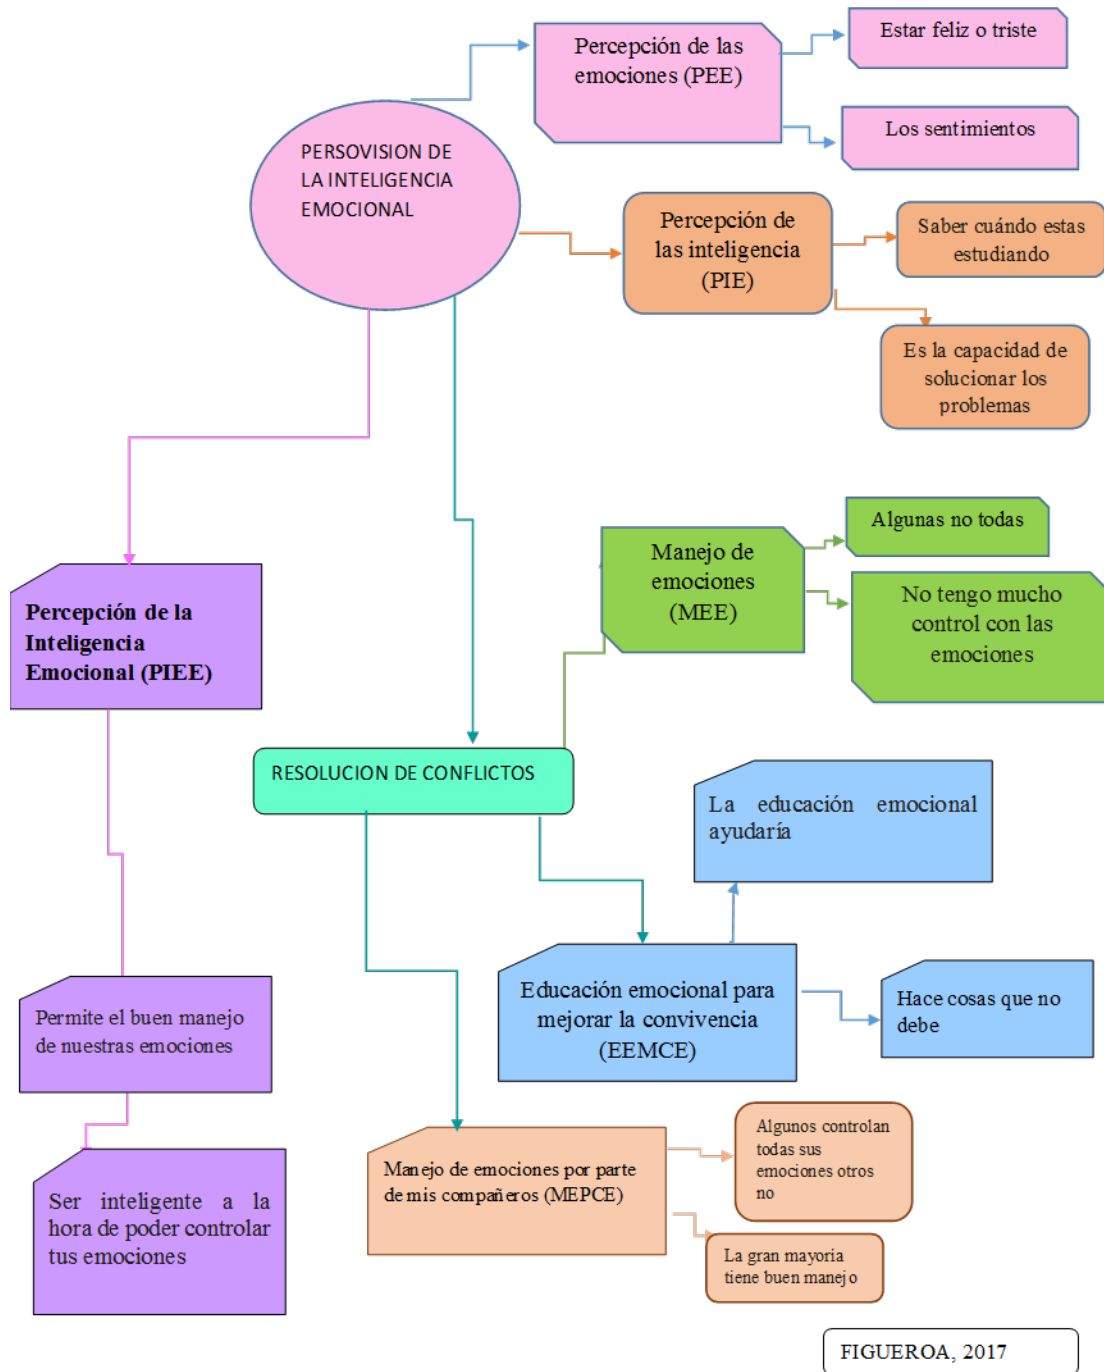 Percepción de las
emociones (PEE)
Estar feliz o triste
Los sentimientos
PERSOVISION DE
LA INTELIGENCIA
EMOCIONAL
Percepción de
las inteligencia
(PIE)
Saber cuándo estas
estudiando
Es la capacidad de
solucionar los
problemas
Manejo de
emociones
(MEE)
Algunas no todas
No tengo mucho
control con las
emociones
Percepción de la
Inteligencia
Emocional (PIEE)
RESOLUCION DE CONFLICTOS
La educación emocional
ayudaría
Educación emocional para
mejorar la convivencia
(EEMCE)
Hace cosas que no
debe
Permite el buen manejo
de nuestras emociones
Ser inteligente a la
hora de poder controlar
tus emociones
Manejo de emociones por parte
de mis compañeros (MEPCE)
Algunos controlan
todas sus
emociones otros
no
La gran mayoría
tiene buen manejo
FIGUEROA, 2017